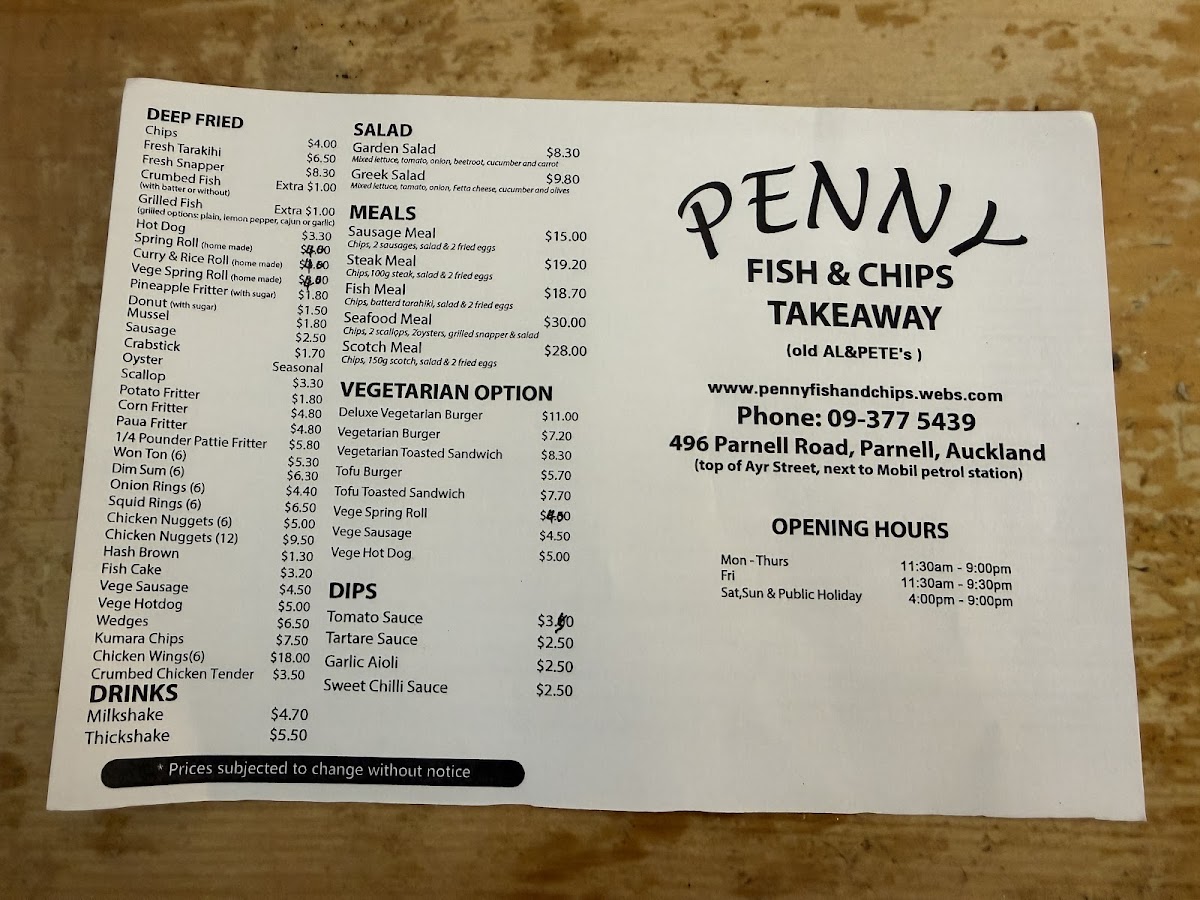 DEEP FRIED
Chips $4.00
Fresh Tarakihi $6.50
Fresh Snapper $8.30
Crumbed Fish Extra $1.00
(with batter or without)
Grilled Fish Extra $1.00
(grilled options: plain, lemon pepper, cajun or garlic)
Hot Dog $3.30
Spring Roll (home made)
Curry & Rice Roll (home made)
Vege Spring Roll (home made)
Pineapple Fritter (with sugar) $1.80
Donut (with sugar) $1.50
Mussel $1.80
Sausage $2.50
Crabstick $1.70
Oyster Seasonal
Scallop $3.30
Potato Fritter $1.80
Corn Fritter $4.80
Paua Fritter $4.80
1/4 Pounder Pattie Fritter $5.80
Won Ton (6) $5.30
Dim Sum (6) $6.30
Onion Rings (6) $4.40
Squid Rings (6) $6.50
Chicken Nuggets (6) $5.00
Chicken Nuggets (12) $9.50
Hash Brown $1.30
Fish Cake $3.20
Vege Sausage $4.50
Vege Hotdog $5.00
Wedges $6.50
Kumara Chips $7.50
Chicken Wings(6) $18.00
Crumbed Chicken Tender $3.50
DRINKS
Milkshake $4.70
Thickshake $5.50
SALAD
Garden Salad $8.30
Mixed lettuce, tomato, onion, beetroot, cucumber and carrot
Greek Salad $9.80
Mixed lettuce, tamato, onion, Fetta cheese, cucumber and olives
MEALS
Sausage Meal $15.00
Chips, 2 sausages, salad & 2 fried eggs
Steak Meal $19.20
Chips,100g steak, salad & 2 fried eggs
Fish Meal $18.70
Chips, batterd tarahiki, salad & 2 fried eggs
Seafood Meal $30.00
Chips, 2 scallops, 2oysters, grilled snapper & salad
Scotch Meal $28.00
Chips, 150g scotch, salad & 2 fried eggs
VEGETARIAN OPTION
Deluxe Vegetarian Burger $11.00
Vegetarian Burger $7.20
Vegetarian Toasted Sandwich $8.30
Tofu Burger $5.70
Tofu Toasted Sandwich $7.70
Vege Spring Roll
Vege Sausage $4.50
Vege Hot Dog $5.00
DIPS
Tomato Sauce
Tartare Sauce $2.50
Garlic Aioli $2.50
Sweet Chilli Sauce $2.50
* Prices subjected to change without notice
PENNY
FISH & CHIPS
TAKEAWAY
(old AL&PETE's )
www.pennyfishandchips.webs.com
Phone: 09-377 5439
496 Parnell Road, Parnell, Auckland
(top of Ayr Street, next to Mobil petrol station)
OPENING HOURS
Mon - Thurs 11:30am - 9:00pm
Fri 11:30am - 9:30pm
Sat,Sun & Public Holiday 4:00pm - 9:00pm